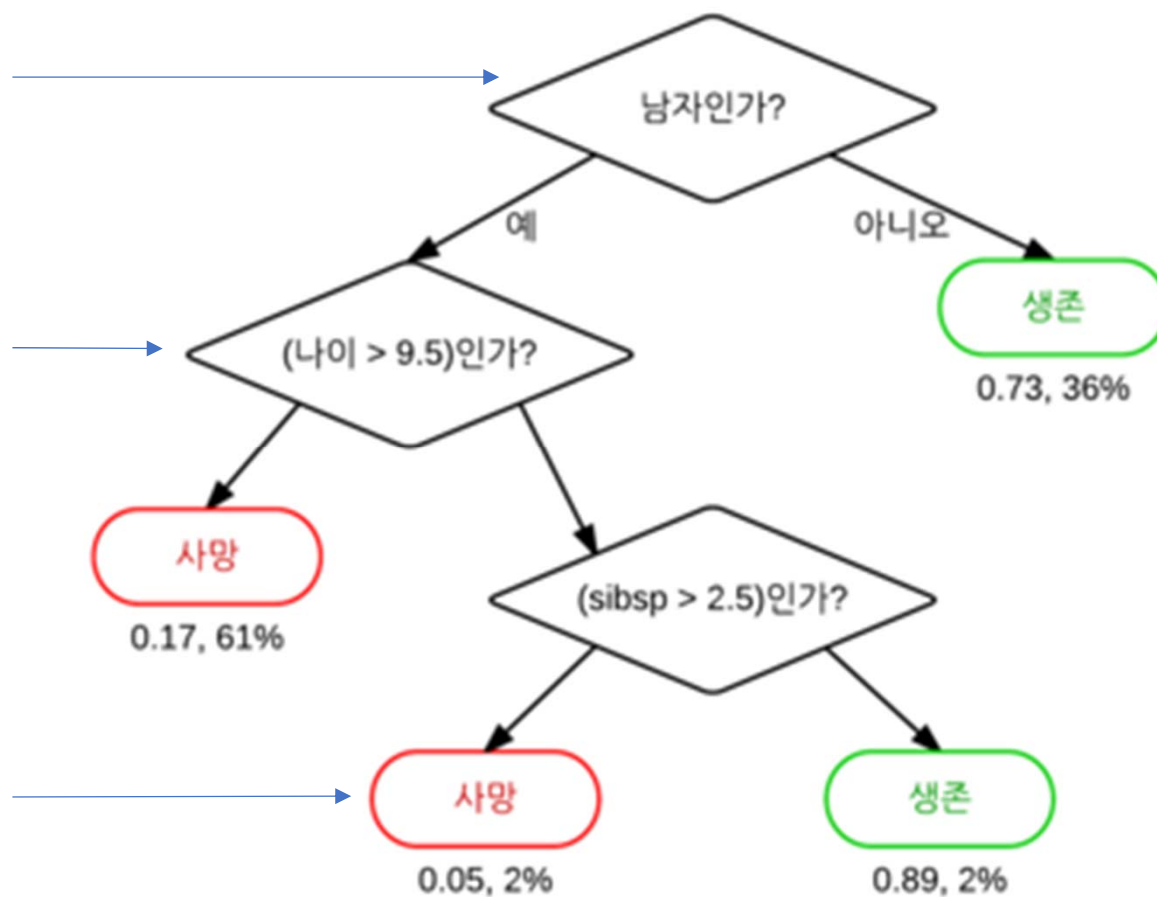 남자인가?
예
아니오
생존
0.73, 36%
(나이 > 9.5)인가?
사망
0.17, 61%
(sibsp > 2.5)인가?
사망
0.05, 2%
생존
0.89, 2%